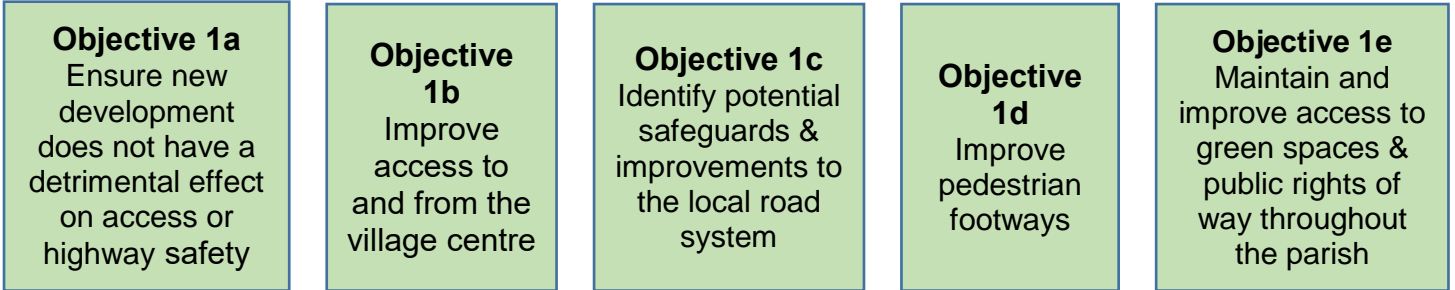 Objective 1a
Ensure new
development
does not have a
detrimental effect
on access or
highway safety
Objective
1b
Improve
access to
and from the
village centre
Objective 1c
Identify potential
safeguards &
improvements to
the local road
system
Objective
1d
Improve
pedestrian
footways
Objective 1e
Maintain and
improve access to
green spaces &
public rights of
way throughout
the parish